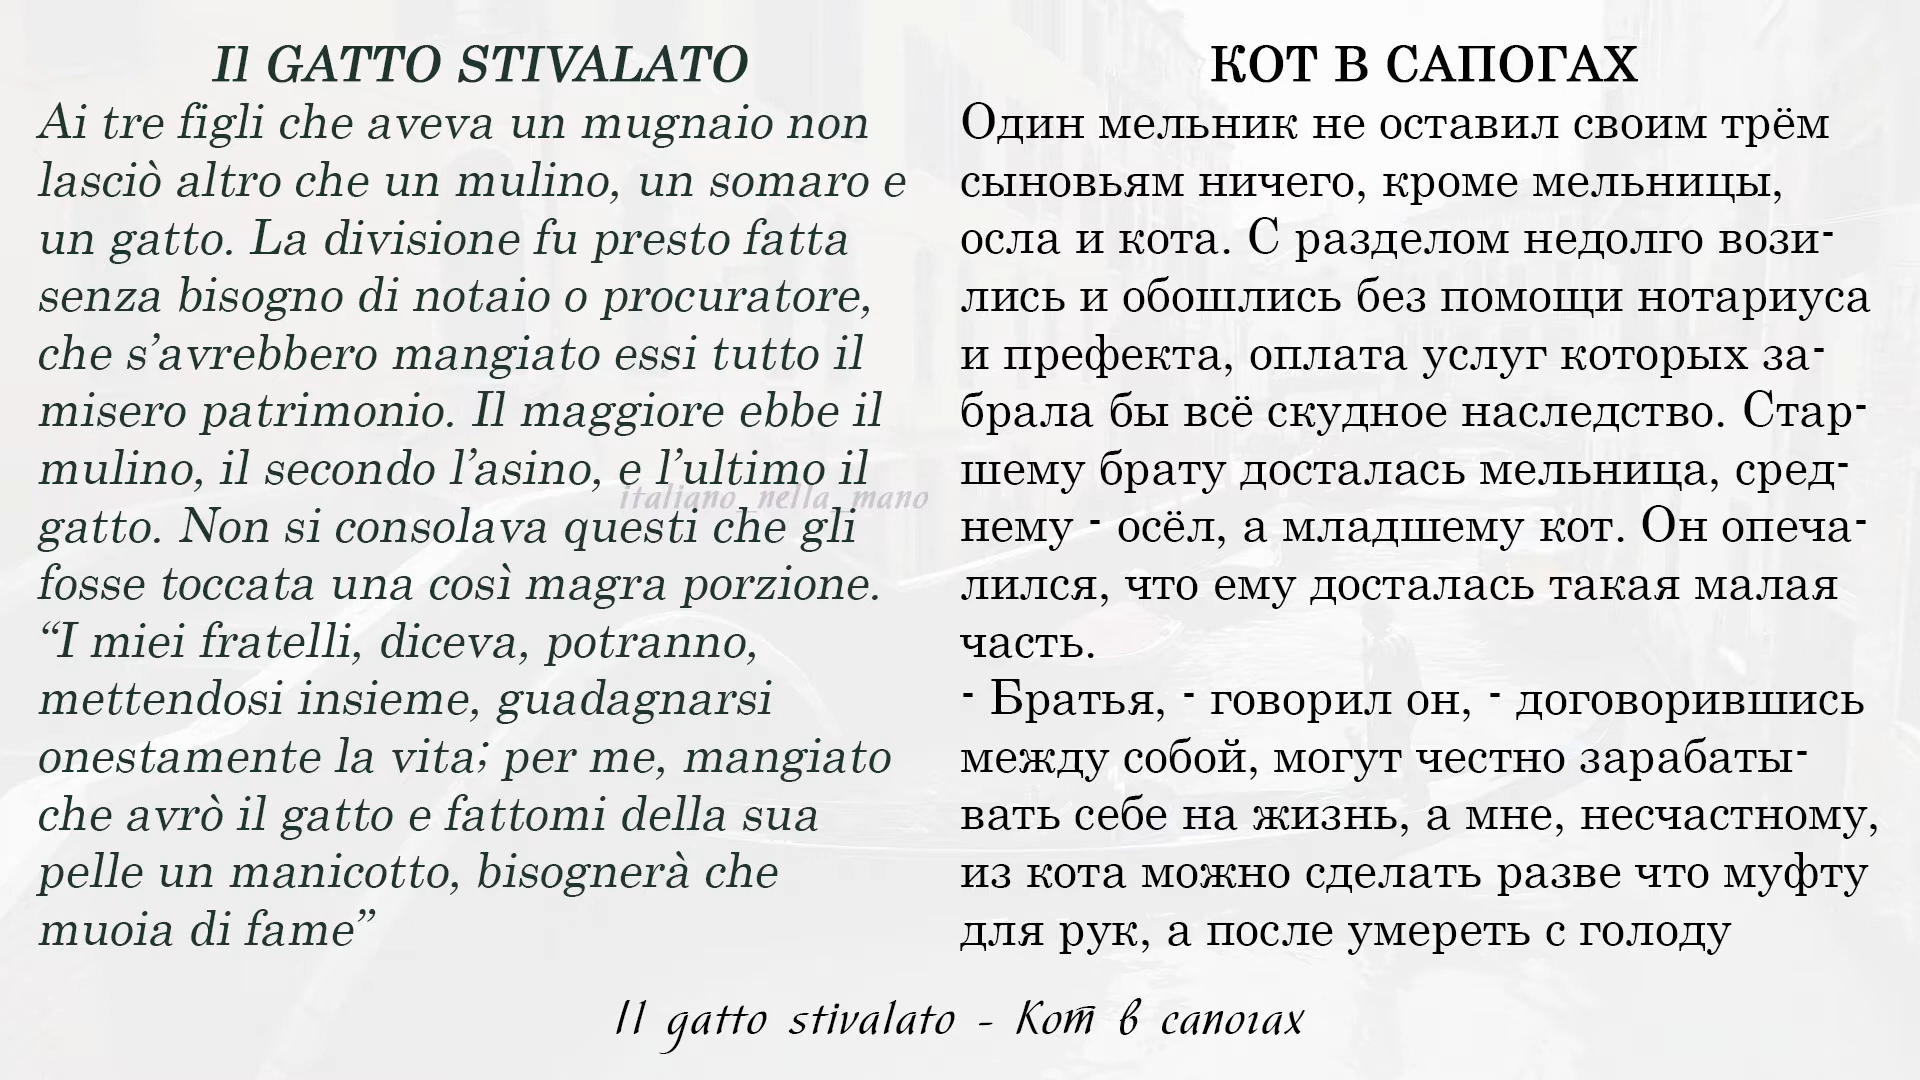 Il GATTO STIVALATO
Ai tre figli che aveva un mugnaio non
lasciò altro che un mulino, un somaro e
un gatto. La divisione fu presto fatta
senza bisogno di notaio o procuratore,
che s’avrebbero mangiato essi tutto il
misero patrimonio. Il maggiore ebbe il
mulino, il secondo l’asino, e l’ultimo il
gatto. Non si consolava questi che gli
fosse toccata una così magra porzione.
“I miei fratelli, diceva, potranno,
mettendosi insieme, guadagnarsi
onestamente la vita; per me, mangiato
che avrò il gatto e fattomi della sua
pelle un manicotto, bisognerà che
muoia di fame”
italiano_nella_mano
КОТ В САПОГАХ
Один мельник не оставил своим трём
сыновьям ничего, кроме мельницы,
осла и кота. С разделом недолго вози-
лись и обошлись без помощи нотариуса
и префекта, оплата услуг которых за-
брала бы всё скудное наследство. Стар-
шему брату досталась мельница, сред-
нему - осёл, а младшему кот. Он опеча-
лился, что ему досталась такая малая
часть.
- Братья, - говорил он, - договорившись
между собой, могут честно зарабаты-
вать себе на жизнь, а мне, несчастному,
из кота можно сделать разве что муфту
для рук, а после умереть с голоду
Il gatto stivalato - Кот в сапогах